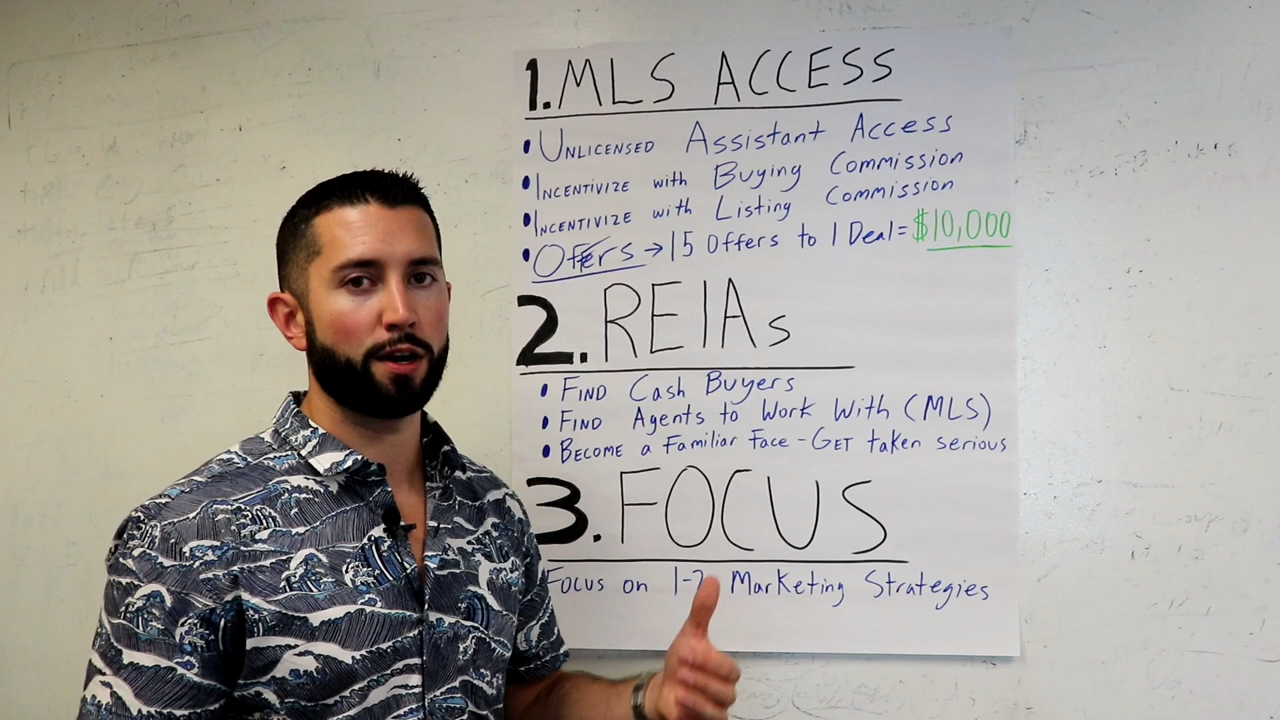 1. MLS ACCESS
• UNLICENSED Assistant Access
• INCENTIVIZE with Buying Commission
• INCENTIVIZE with Listing Commission
• Offers → 15 Offers to 1 Deal = $10,000
2. REIAs
• FIND Cash Buyers
• FIND Agents to Work With (MLS)
• BECOME a Familiar Face - GET taken serious
3. FOCUS
Focus on 1-2 Marketing Strategies